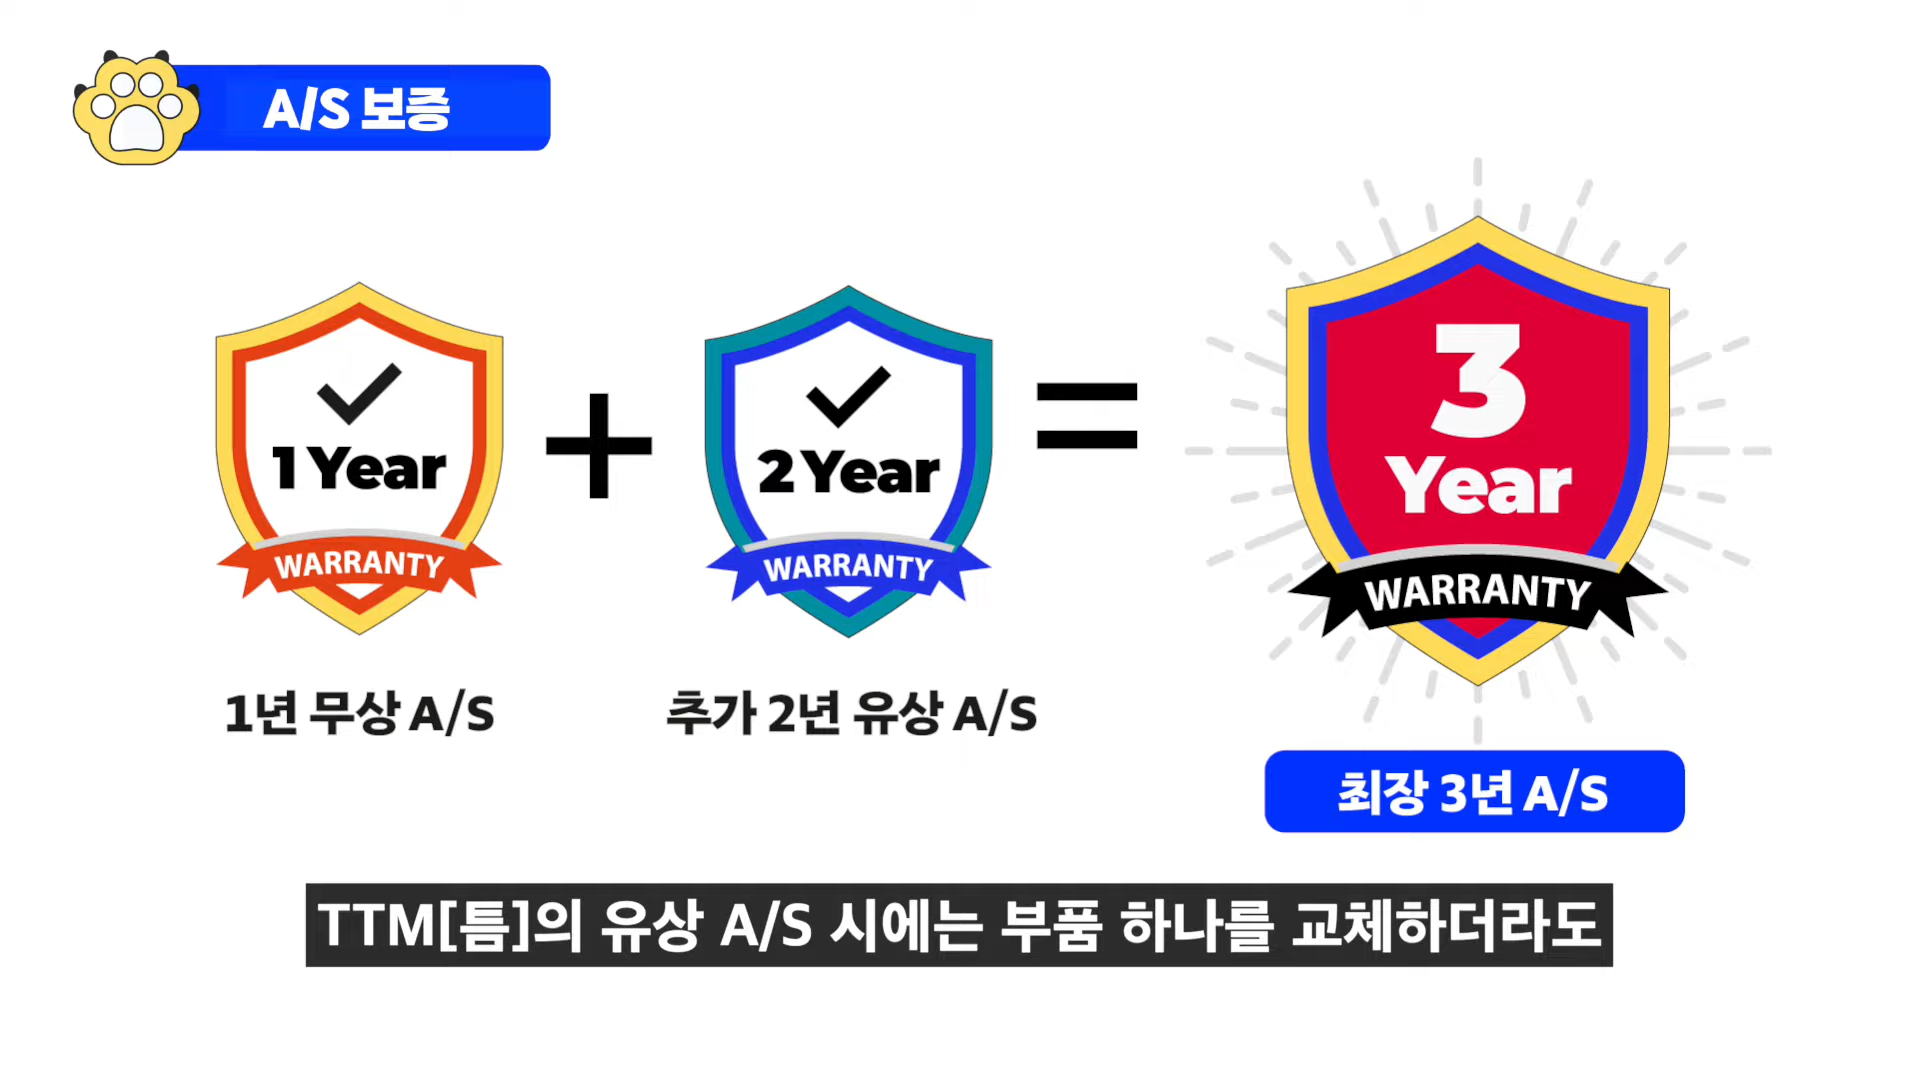 A/S 보증
1 Year
WARRANTY
2 Year
WARRANTY
3
Year
WARRANTY
1년 무상 A/S
추가 2년 유상 A/S
최장 3년 A/S
TTM[틈]의 유상 A/S 시에는 부품 하나를 교체하더라도